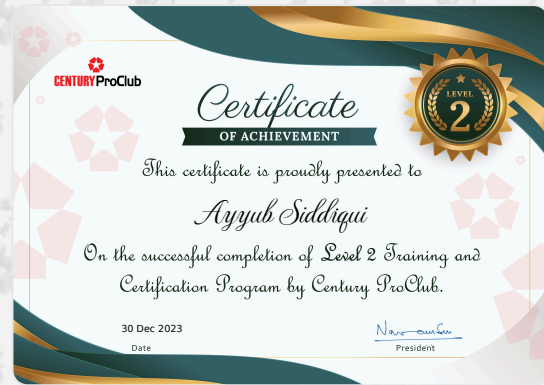 CENTURY ProClub
Certificate
OF ACHIEVEMENT
LEVEL
2
This certificate is proudly presented to
Ayyub Siddiqui
On the successful completion of Level 2 Training and
Certification Program by Century ProClub.
30 Dec 2023
Date
President